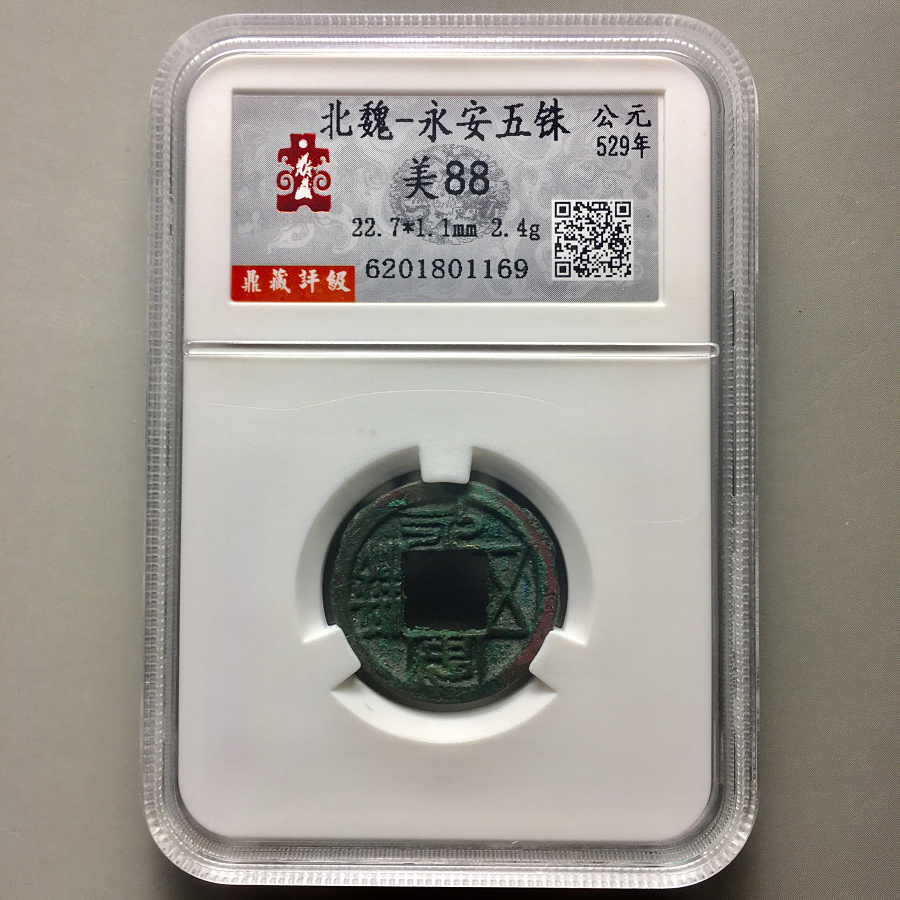 北魏-永安五铢 公元
529年
美88
22.7*1.1mm 2.4g
鼎藏評級 6201801169
永安五銖